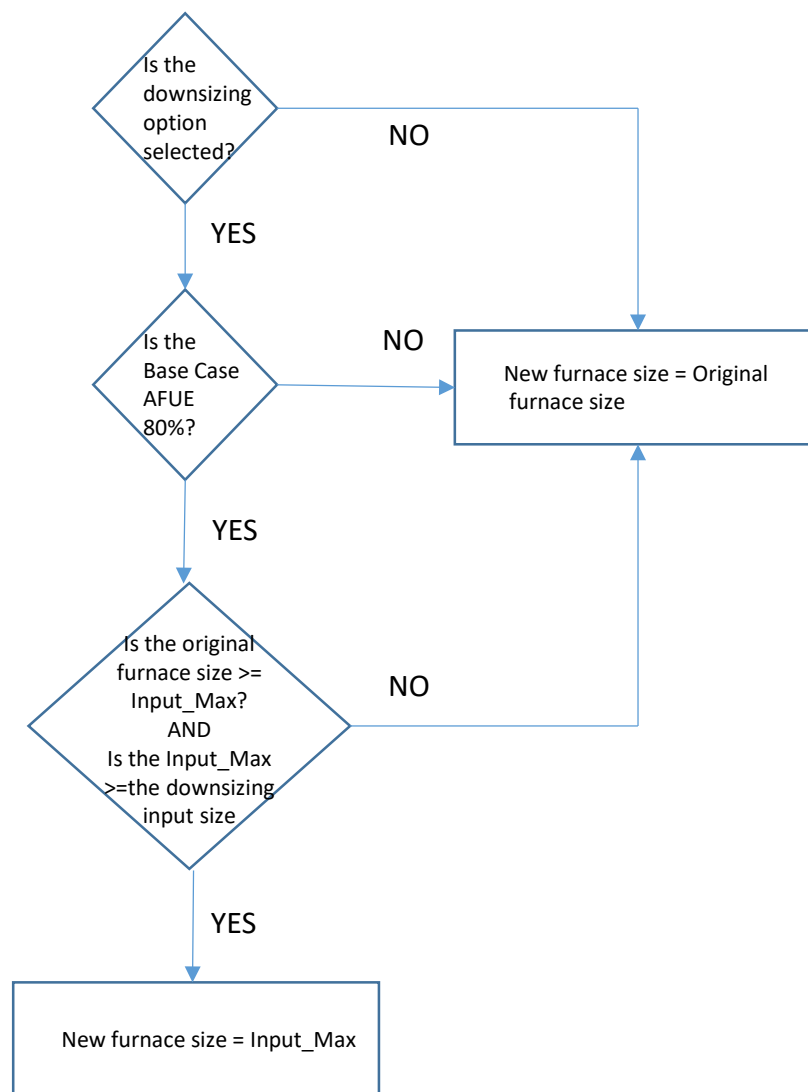 Is the
downsizing
option
selected?
NO
YES
Is the
Base Case
AFUE
80%?
NO
New furnace size = Original
furnace size
YES
Is the original
furnace size >=
Input_Max?
AND
Is the Input_Max
>=the downsizing
input size
NO
YES
New furnace size = Input_Max